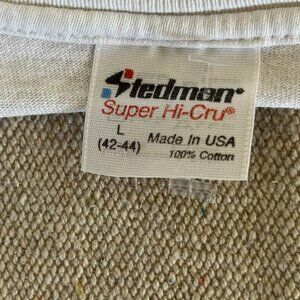 Stedman®
Super Hi-Cru®
L
(42-44)
Made In USA
100% Cotton